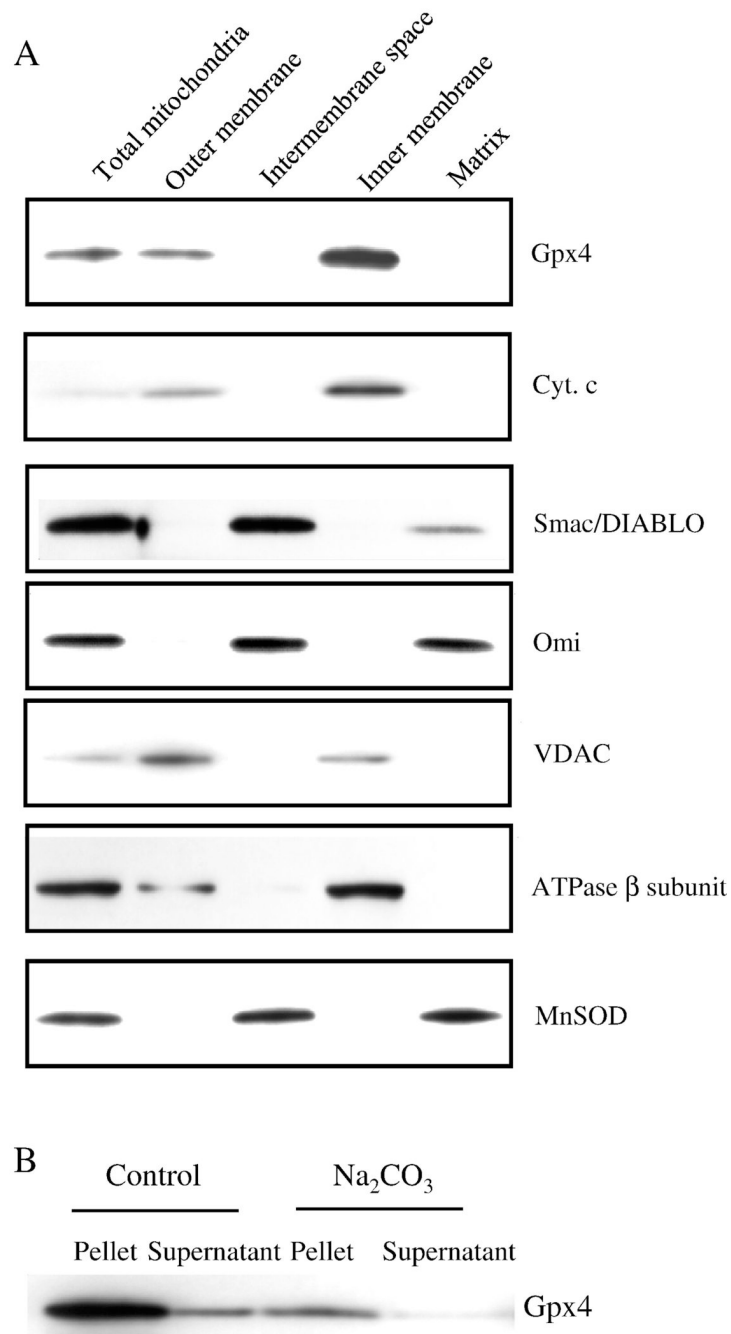 A
Total mitochondria
Outer membrane
Intermembrane space
Inner membrane
Matrix
Gpx4
Cyt. c
Smac/DIABLO
Omi
VDAC
ATPase β subunit
MnSOD
B
Control Na₂CO₃
Pellet Supernatant Pellet Supernatant
Gpx4